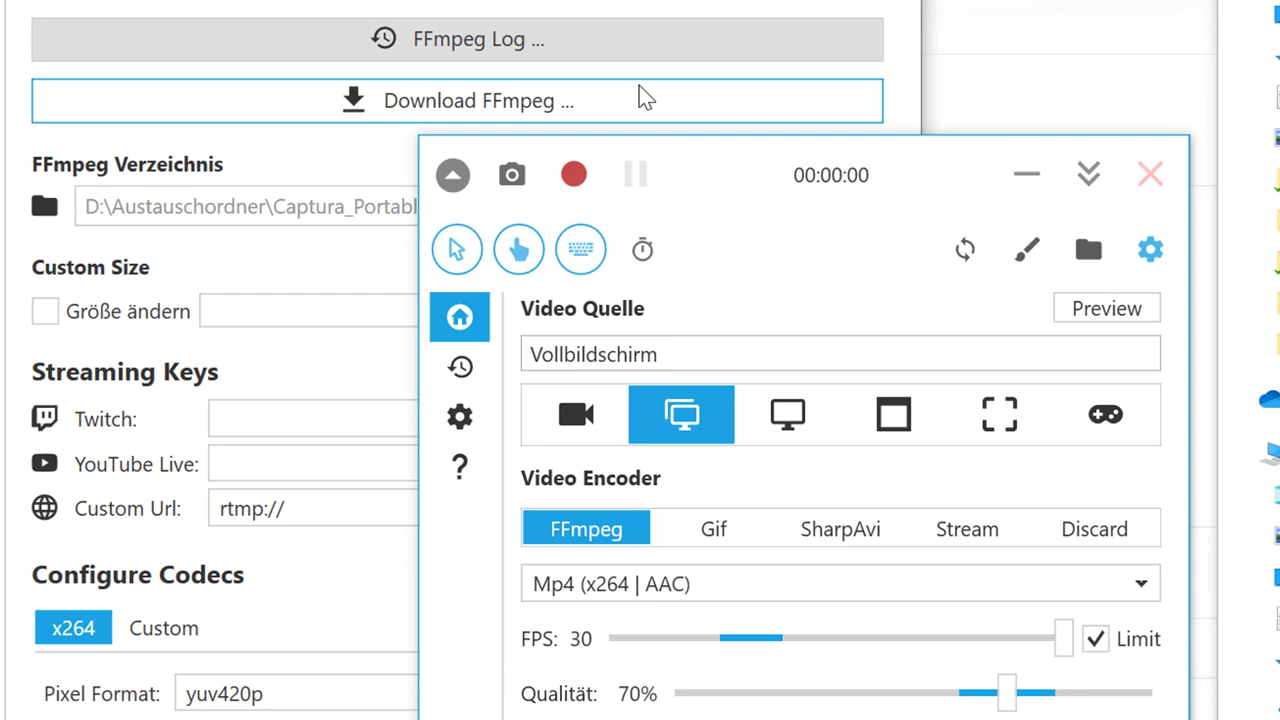 FFmpeg Log ...
Download FFmpeg ...
FFmpeg Verzeichnis
D:\Austauschordner\Captura_Portabl
Custom Size
Größe ändern
Streaming Keys
Twitch:
YouTube Live:
Custom Url: rtmp://
Configure Codecs
x264 Custom
Pixel Format: yuv420p
00:00:00
Video Quelle Preview
Vollbildschirm
Video Encoder
FFmpeg Gif SharpAvi Stream Discard
Mp4 (x264 | AAC)
FPS: 30 Limit
Qualität: 70%